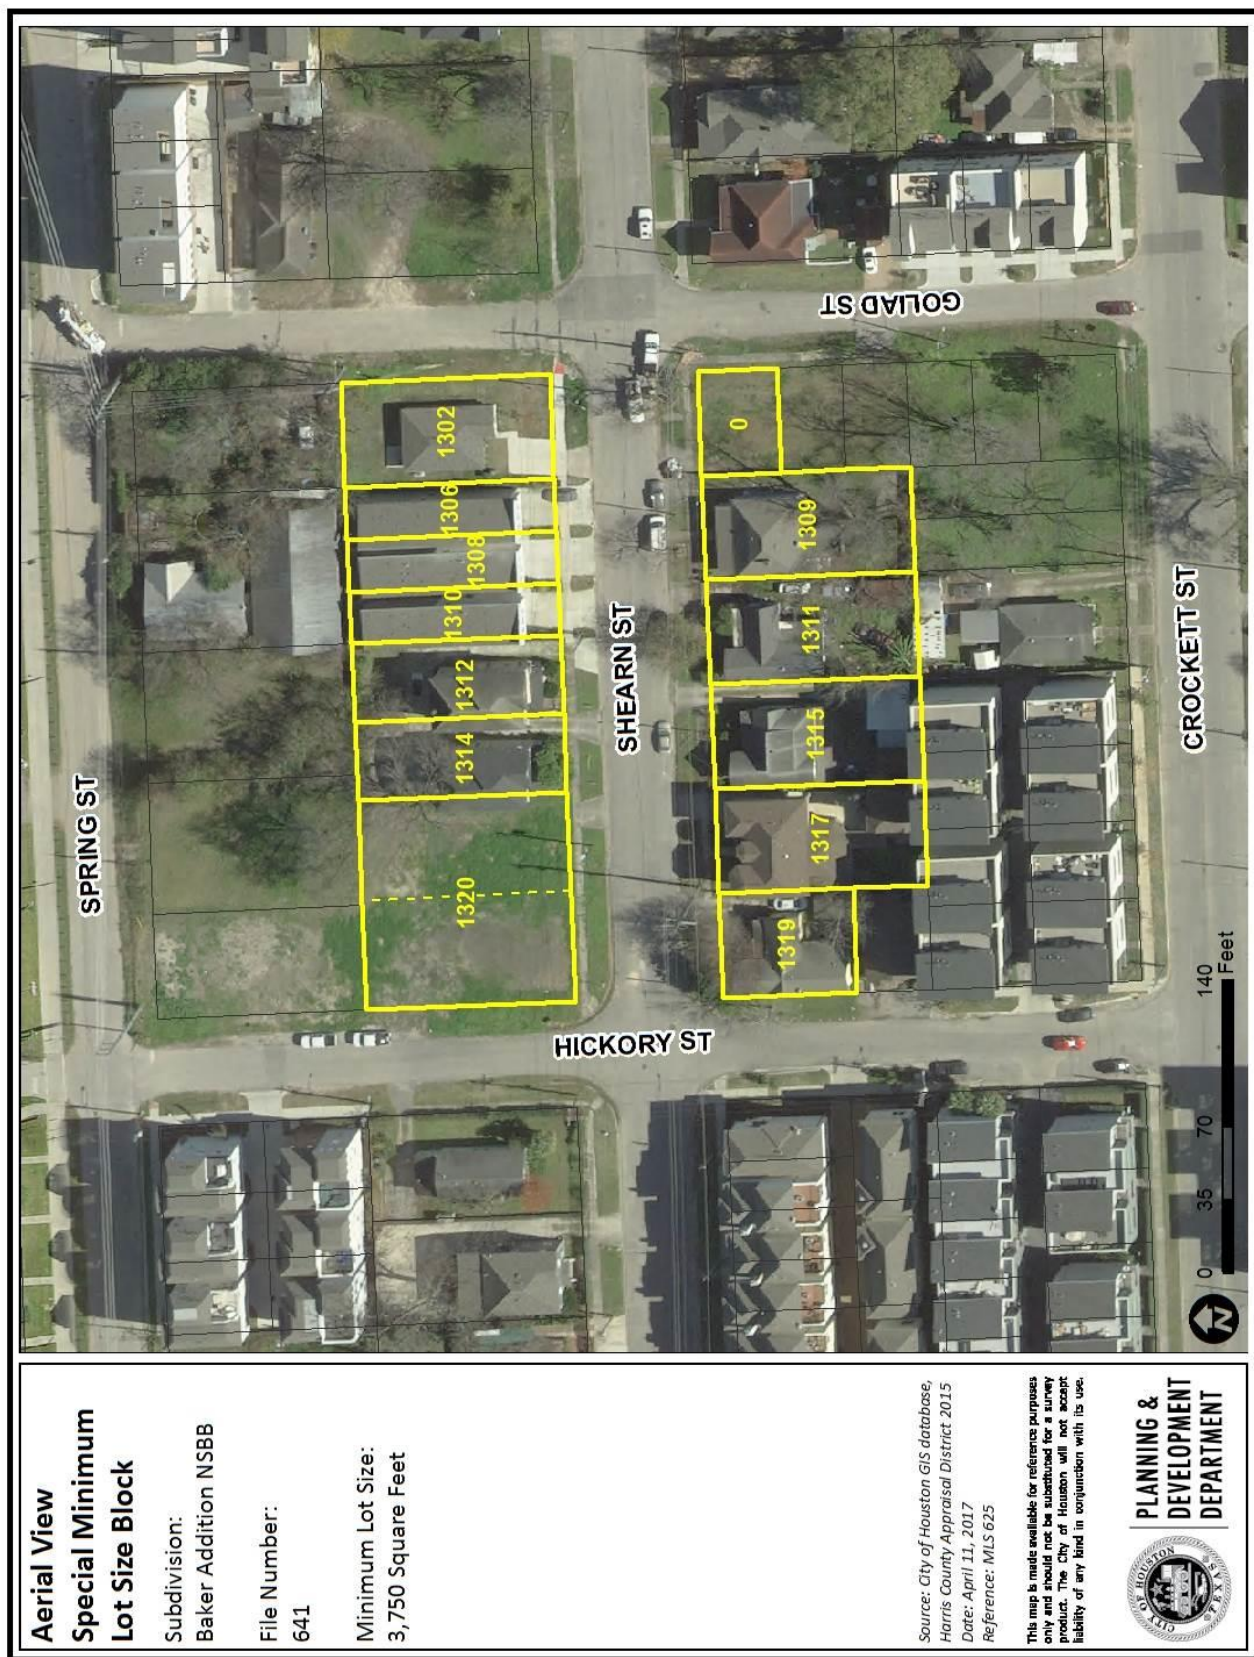 Aerial View
Special Minimum
Lot Size Block
Subdivision:
Baker Addition NSBB
File Number:
641
Minimum Lot Size:
3,750 Square Feet
Source: City of Houston GIS database,
Harris County Appraisal District 2015
Date: April 11, 2017
Reference: MLS 625
This map is made available for reference purposes
only and should not be substituted for a survey
product. The City of Houston will not accept
liability of any kind in conjunction with its use.
CITY OF HOUSTON
TEXAS
PLANNING &
DEVELOPMENT
DEPARTMENT
SPRING ST
1320
1314
1312
1310
1308
1306
1302
SHEARN ST
HICKORY ST
GOLIAD ST
1319
1317
1315
1311
1309
0
CROCKETT ST
N
0 35 70 140
Feet